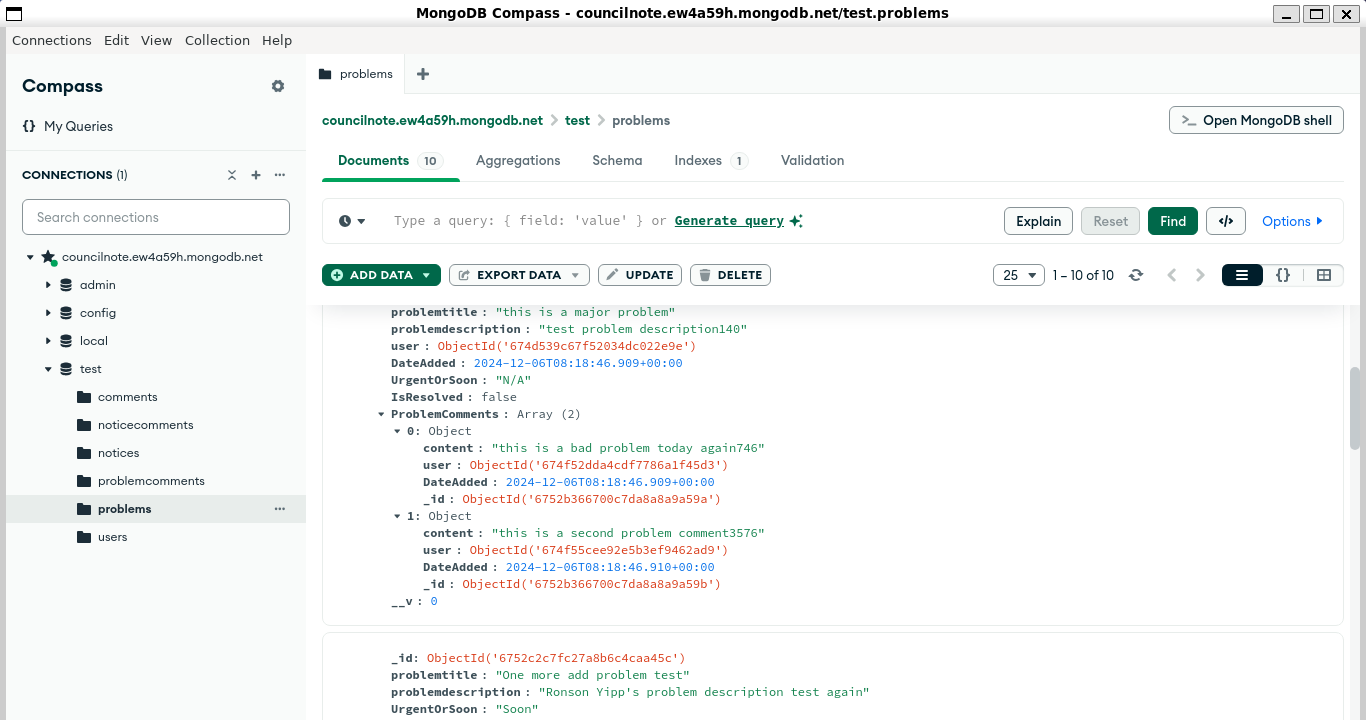 MongoDB Compass - councilnote.ew4a59h.mongodb.net/test.problems
Connections Edit View Collection Help
Compass
My Queries
CONNECTIONS (1)
Search connections
councilnote.ew4a59h.mongodb.net
admin
config
local
test
comments
noticecomments
notices
problemcomments
problems
users
problems
councilnote.ew4a59h.mongodb.net > test > problems
Open MongoDB shell
Documents 10 Aggregations Schema Indexes 1 Validation
Type a query: { field: 'value' } or Generate query
Explain Reset Find </> Options
ADD DATA EXPORT DATA UPDATE DELETE
25 1 – 10 of 10 {}
problemtitle : "this is a major problem"
problemdescription : "test problem description140"
user : ObjectId('674d539c67f52034dc022e9e')
DateAdded : 2024-12-06T08:18:46.909+00:00
UrgentOrSoon : "N/A"
IsResolved : false
ProblemComments : Array (2)
0: Object
content : "this is a bad problem today again746"
user : ObjectId('674f52dda4cdf7786a1f45d3')
DateAdded : 2024-12-06T08:18:46.909+00:00
_id : ObjectId('6752b366700c7da8a8a9a59a')
1: Object
content : "this is a second problem comment3576"
user : ObjectId('674f55cee92e5b3ef9462ad9')
DateAdded : 2024-12-06T08:18:46.910+00:00
_id : ObjectId('6752b366700c7da8a8a9a59b')
__v : 0
_id: ObjectId('6752c2c7fc27a8b6c4caa45c')
problemtitle : "One more add problem test"
problemdescription : "Ronson Yipp's problem description test again"
UrgentOrSoon : "Soon"